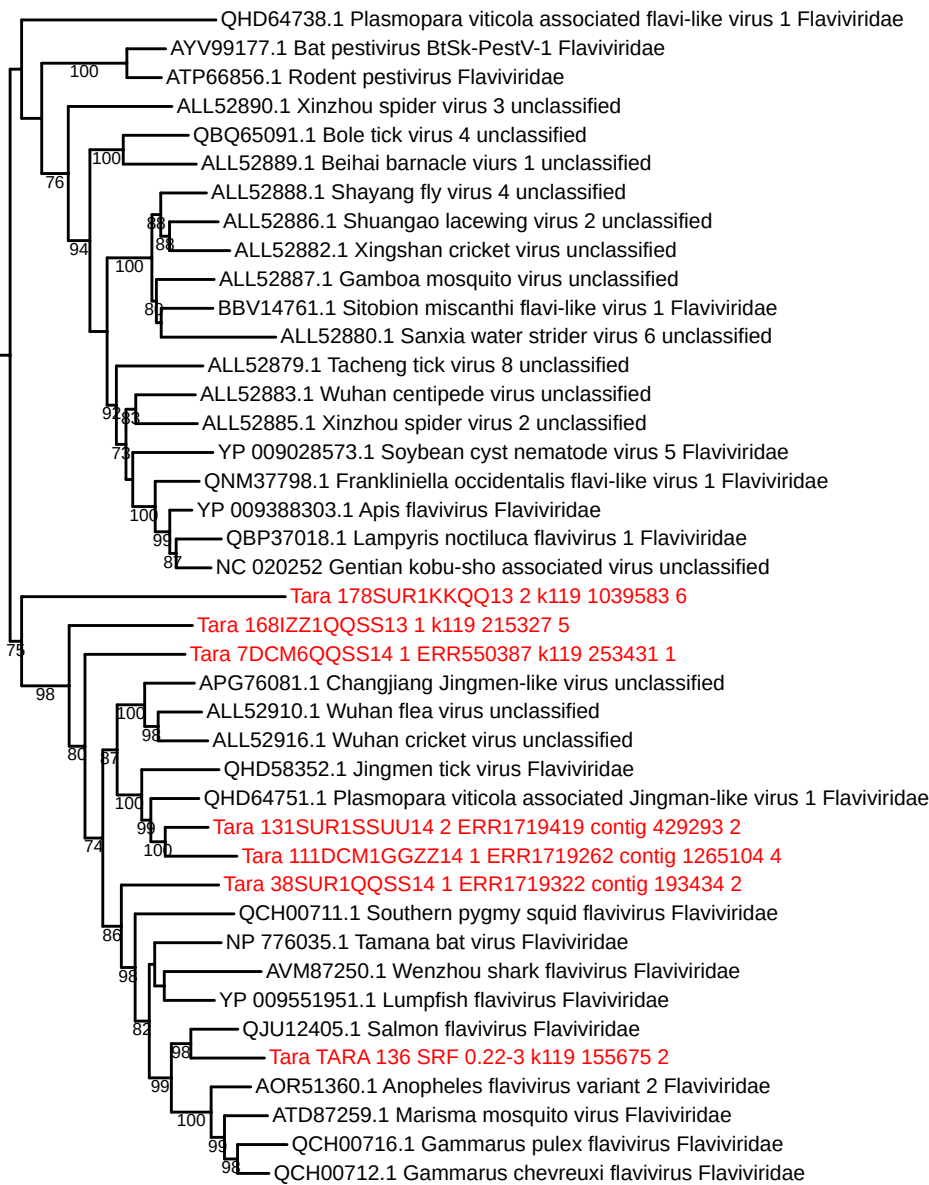 QHD64738.1 Plasmopara viticola associated flavi-like virus 1 Flaviviridae
AYV99177.1 Bat pestivirus BtSk-PestV-1 Flaviviridae
100
ATP66856.1 Rodent pestivirus Flaviviridae
ALL52890.1 Xinzhou spider virus 3 unclassified
QBQ65091.1 Bole tick virus 4 unclassified
100
ALL52889.1 Beihai barnacle viurs 1 unclassified
76
ALL52888.1 Shayang fly virus 4 unclassified
88
ALL52886.1 Shuangao lacewing virus 2 unclassified
88
94
ALL52882.1 Xingshan cricket virus unclassified
100
ALL52887.1 Gamboa mosquito virus unclassified
80
BBV14761.1 Sitobion miscanthi flavi-like virus 1 Flaviviridae
ALL52880.1 Sanxia water strider virus 6 unclassified
ALL52879.1 Tacheng tick virus 8 unclassified
ALL52883.1 Wuhan centipede virus unclassified
92
83
ALL52885.1 Xinzhou spider virus 2 unclassified
73
YP 009028573.1 Soybean cyst nematode virus 5 Flaviviridae
QNM37798.1 Frankliniella occidentalis flavi-like virus 1 Flaviviridae
100
YP 009388303.1 Apis flavivirus Flaviviridae
99
QBP37018.1 Lampyris noctiluca flavivirus 1 Flaviviridae
87
NC 020252 Gentian kobu-sho associated virus unclassified
Tara 178SUR1KKQQ13 2 k119 1039583 6
Tara 168IZZ1QQSS13 1 k119 215327 5
75
Tara 7DCM6QQSS14 1 ERR550387 k119 253431 1
98
APG76081.1 Changjiang Jingmen-like virus unclassified
100
ALL52910.1 Wuhan flea virus unclassified
98
ALL52916.1 Wuhan cricket virus unclassified
80
87
QHD58352.1 Jingmen tick virus Flaviviridae
100
QHD64751.1 Plasmopara viticola associated Jingman-like virus 1 Flaviviridae
99
Tara 131SUR1SSUU14 2 ERR1719419 contig 429293 2
74
100
Tara 111DCM1GGZZ14 1 ERR1719262 contig 1265104 4
Tara 38SUR1QQSS14 1 ERR1719322 contig 193434 2
QCH00711.1 Southern pygmy squid flavivirus Flaviviridae
86
NP 776035.1 Tamana bat virus Flaviviridae
98
AVM87250.1 Wenzhou shark flavivirus Flaviviridae
YP 009551951.1 Lumpfish flavivirus Flaviviridae
82
QJU12405.1 Salmon flavivirus Flaviviridae
98
Tara TARA 136 SRF 0.22-3 k119 155675 2
99
AOR51360.1 Anopheles flavivirus variant 2 Flaviviridae
100
ATD87259.1 Marisma mosquito virus Flaviviridae
99
QCH00716.1 Gammarus pulex flavivirus Flaviviridae
98
QCH00712.1 Gammarus chevreuxi flavivirus Flaviviridae